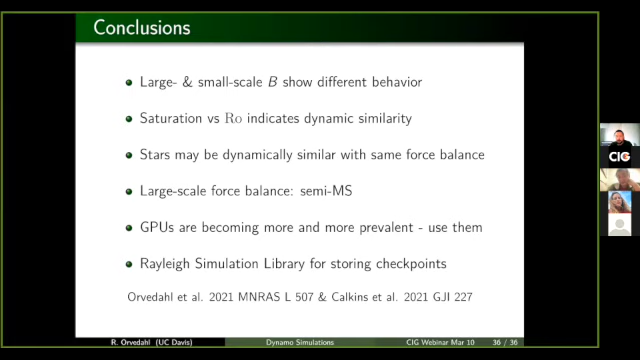 Conclusions
Large- & small-scale B show different behavior
Saturation vs Ro indicates dynamic similarity
Stars may be dynamically similar with same force balance
Large-scale force balance: semi-MS
GPUs are becoming more and more prevalent - use them
Rayleigh Simulation Library for storing checkpoints
Orvedahl et al. 2021 MNRAS L 507 & Calkins et al. 2021 GJI 227
R. Orvedahl (UC Davis) Dynamo Simulations CIG Webinar Mar 10 36 / 36
CIG